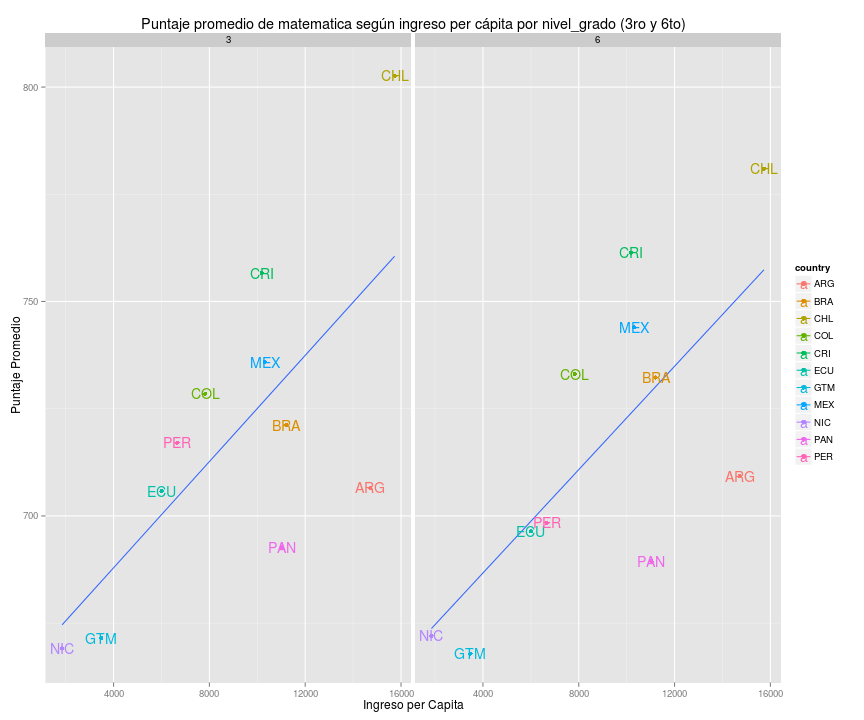 Puntaje promedio de matematica según ingreso per cápita por nivel_grado (3ro y 6to)
3
6
Puntaje Promedio
800
750
700
CHL
CRI
MEX
COL
BRA
PER
ECU
ARG
PAN
GTM
NIC
CHL
CRI
MEX
COL
BRA
ARG
PER
ECU
PAN
NIC
GTM
4000 8000 12000 16000
4000 8000 12000 16000
Ingreso per Capita
country
a ARG
a BRA
a CHL
a COL
a CRI
a ECU
a GTM
a MEX
a NIC
a PAN
a PER